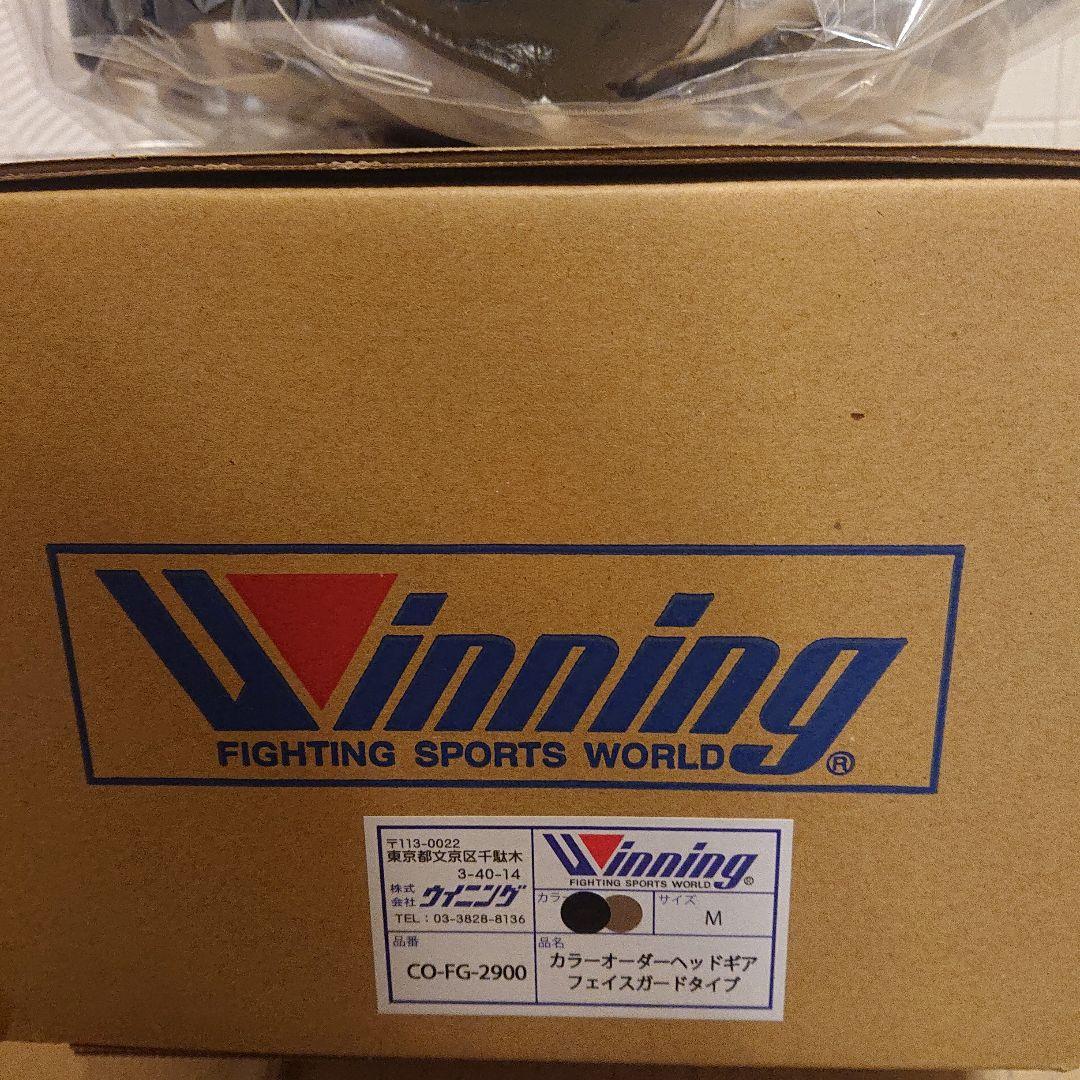 Winning
FIGHTING SPORTS WORLD®
〒113-0022
東京都文京区千駄木
3-40-14
株式会社 ウイニング
TEL：03-3828-8136
品番
CO-FG-2900
Winning
FIGHTING SPORTS WORLD®
カラー
サイズ
M
品名
カラーオーダーヘッドギア
フェイスガードタイプ